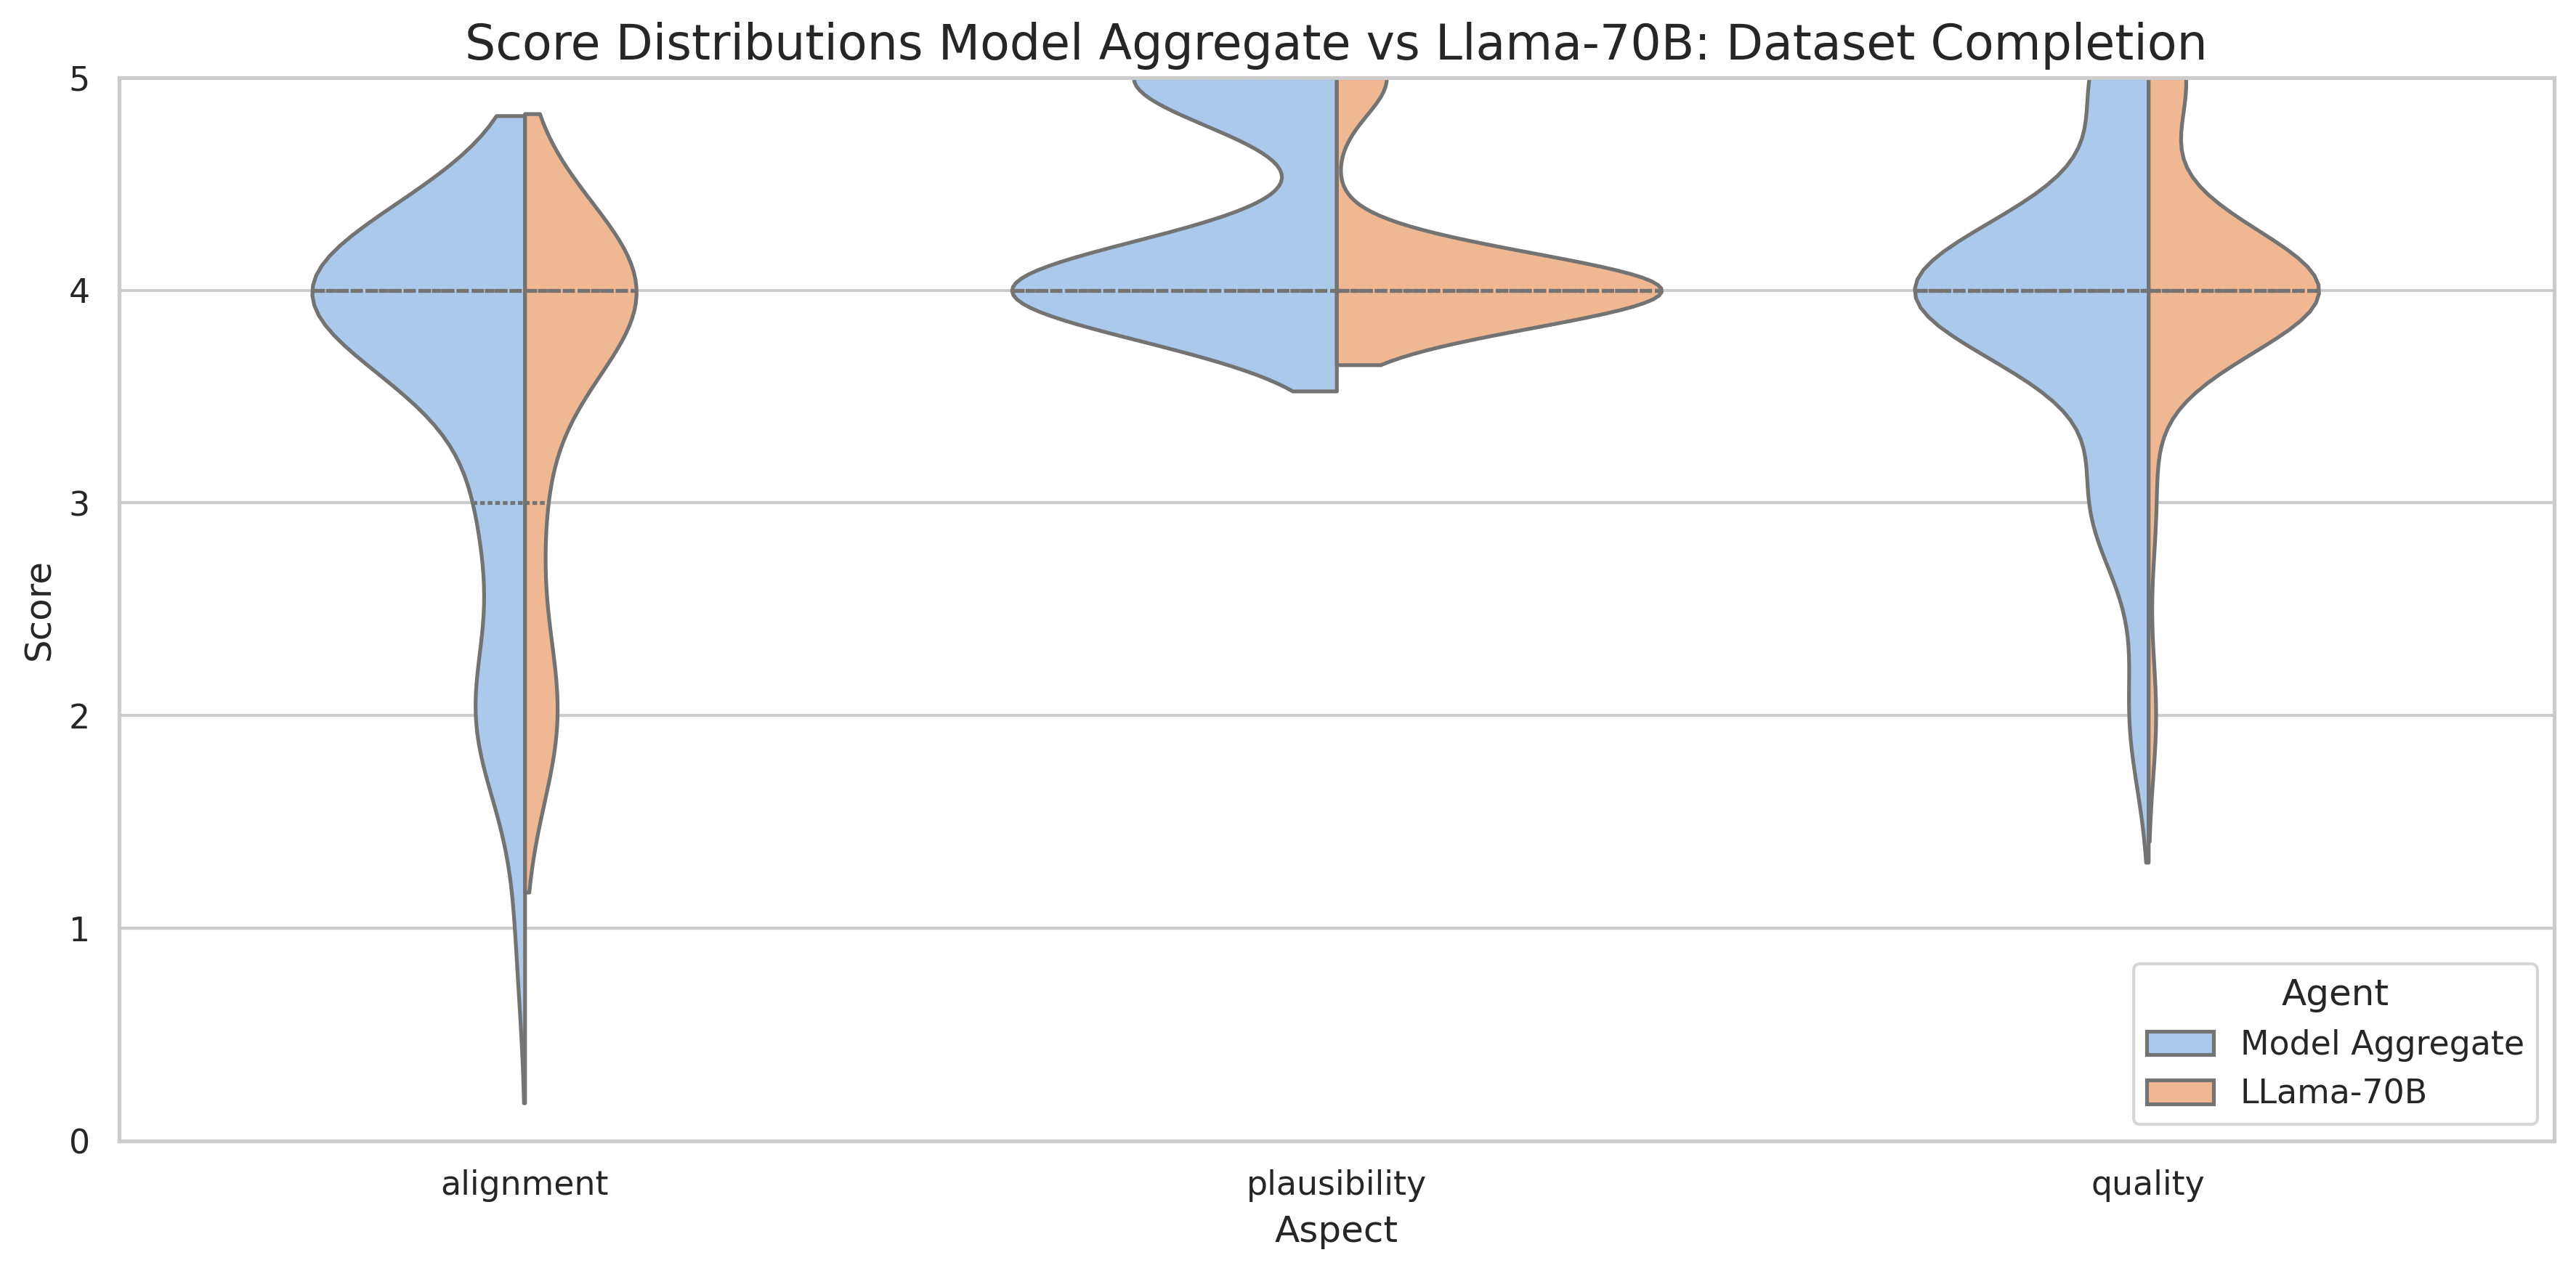 Score Distributions Model Aggregate vs Llama-70B: Dataset Completion
5
4
3
2
1
0
Score
alignment
plausibility
quality
Aspect
Agent
Model Aggregate
LLama-70B